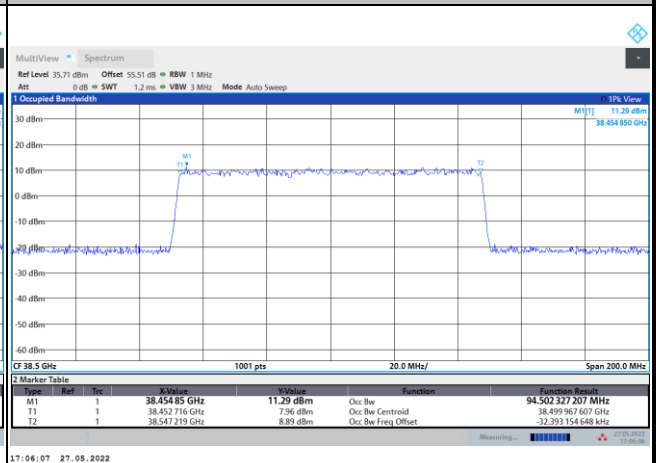 MultiView Spectrum
Ref Level 35.71 dBm Offset 55.51 dB RBW 1 MHz
Att 0 dB SWT 1.2 ms VBW 3 MHz Mode Auto Sweep
1 Occupied Bandwidth 1Pk View
M1[1] 11.29 dBm
38.454 850 GHz
30 dBm
20 dBm
M1
T1 T2
10 dBm
0 dBm
-10 dBm
-20 dBm
-30 dBm
-40 dBm
-50 dBm
-60 dBm
CF 38.5 GHz 1001 pts 20.0 MHz/ Span 200.0 MHz
2 Marker Table
Type Ref Trc X-Value Y-Value Function Function Result
M1 1 38.454 85 GHz 11.29 dBm Occ Bw 94.502 327 207 MHz
T1 1 38.452 716 GHz 7.96 dBm Occ Bw Centroid 38.499 967 607 GHz
T2 1 38.547 219 GHz 8.89 dBm Occ Bw Freq Offset -32.393 154 648 kHz
Measuring... 27.05.2022
17:06:06
17:06:07 27.05.2022